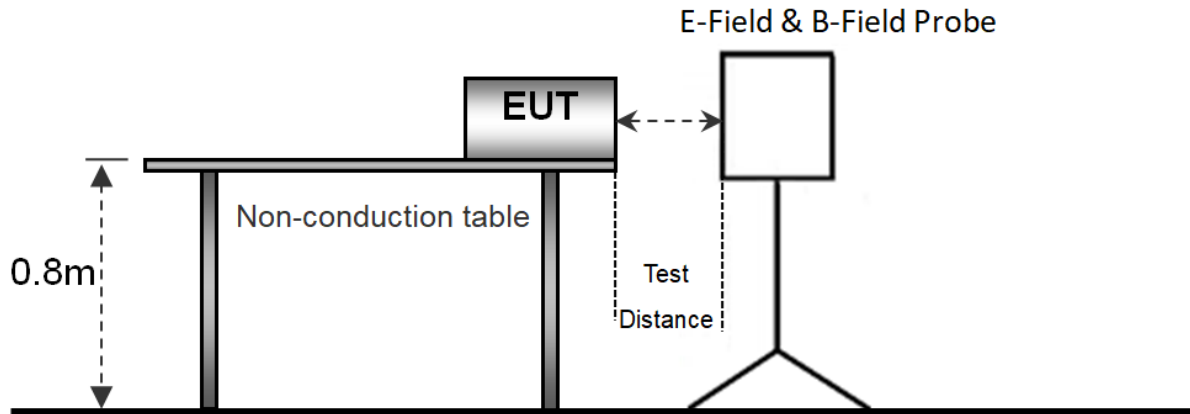 E-Field & B-Field Probe
EUT
Non-conduction table
0.8m
Test
Distance